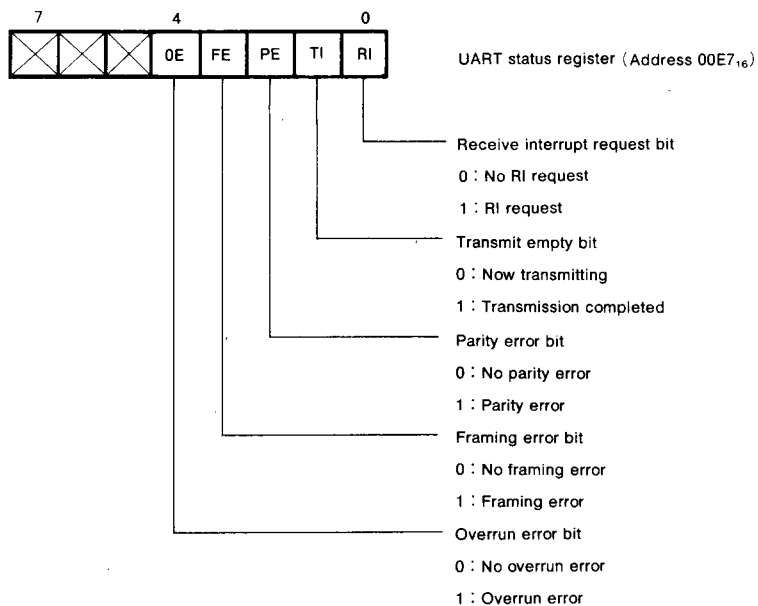 7 4 0
0E FE PE TI RI
UART status register (Address 00E7₁₆)
Receive interrupt request bit
0 : No RI request
1 : RI request
Transmit empty bit
0 : Now transmitting
1 : Transmission completed
Parity error bit
0 : No parity error
1 : Parity error
Framing error bit
0 : No framing error
1 : Framing error
Overrun error bit
0 : No overrun error
1 : Overrun error